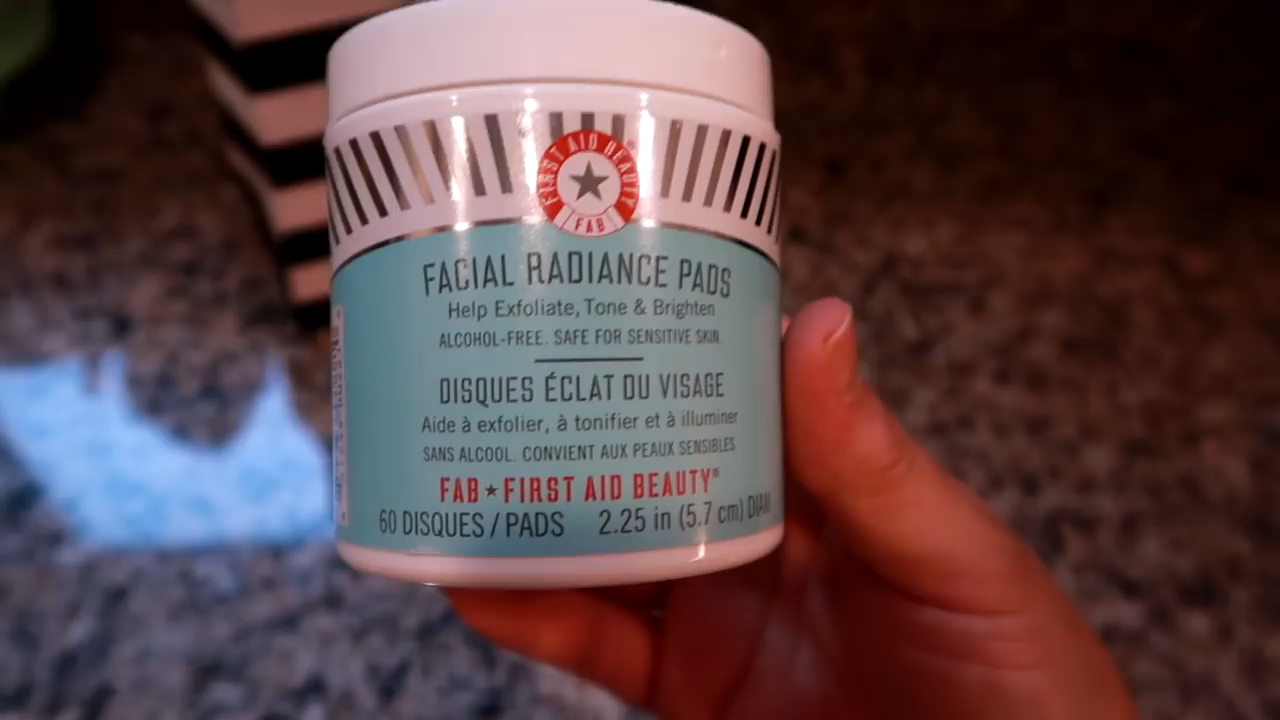 FIRST AID BEAUTY
FAB
FACIAL RADIANCE PADS
Help Exfoliate, Tone & Brighten
ALCOHOL-FREE. SAFE FOR SENSITIVE SKIN.
DISQUES ÉCLAT DU VISAGE
Aide à exfolier, à tonifier et à illuminer
SANS ALCOOL. CONVIENT AUX PEAUX SENSIBLES.
FAB★FIRST AID BEAUTY®
60 DISQUES / PADS 2.25 in (5.7 cm) DIAM